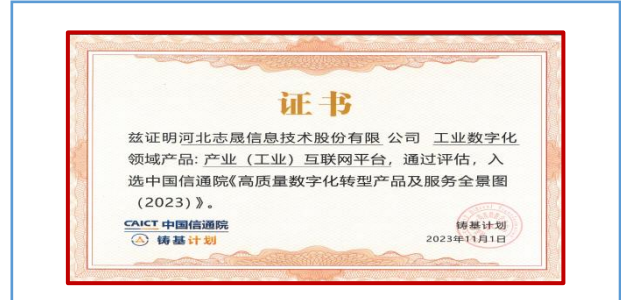 证书
兹证明河北志晟信息技术股份有限 公司 工业数字化
领域产品: 产业（工业）互联网平台，通过评估，入
选中国信通院《高质量数字化转型产品及服务全景图
（2023）》。
CAICT 中国信通院
铸基计划
铸基计划
2023年11月1日